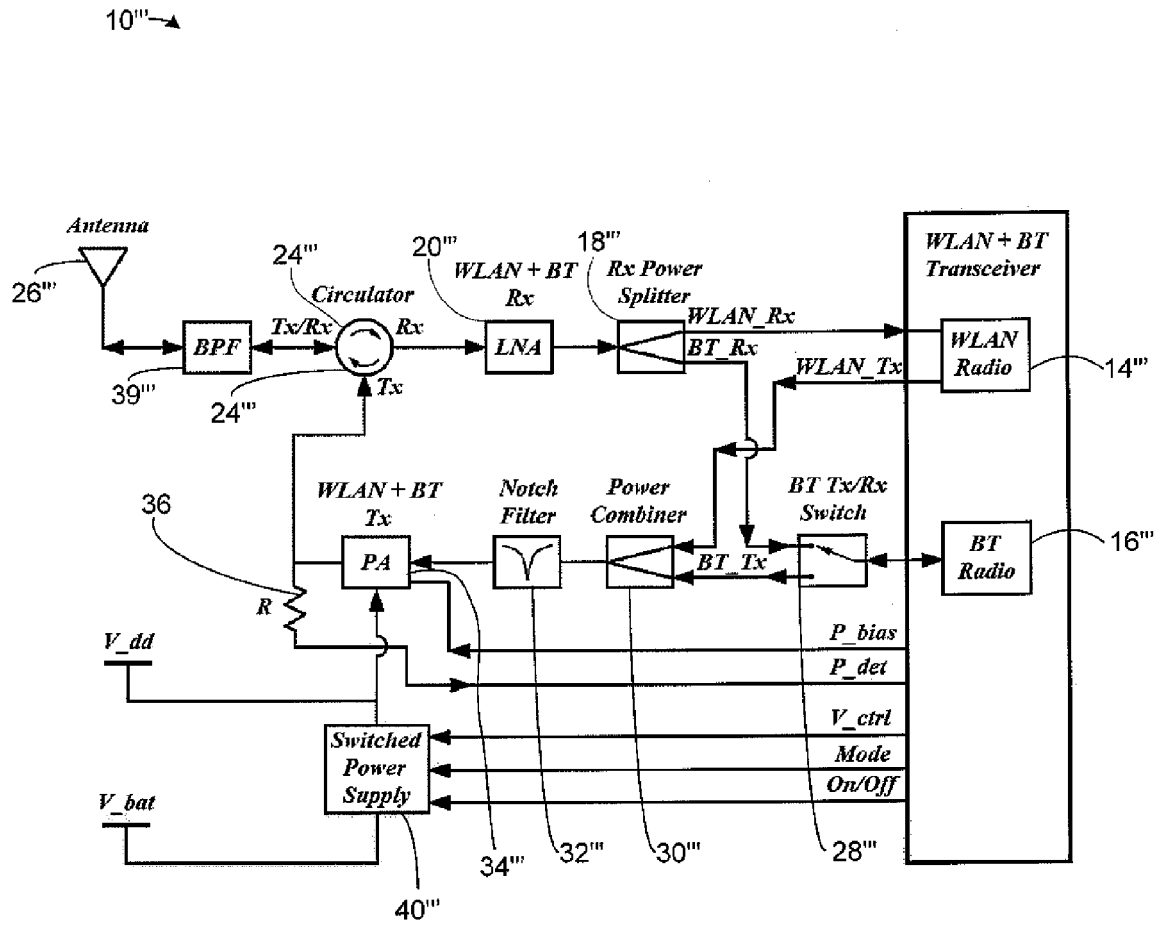 10'''
Antenna
26'''
24'''
Circulator
Tx/Rx
Rx
Tx
BPF
39'''
24'''
20'''
WLAN + BT
Rx
LNA
18'''
Rx Power
Splitter
WLAN_Rx
BT_Rx
WLAN_Tx
WLAN + BT
Transceiver
WLAN
Radio
14'''
36
R
WLAN + BT
Tx
PA
Notch
Filter
Power
Combiner
BT_Tx
BT Tx/Rx
Switch
BT
Radio
16'''
P_bias
P_det
V_ctrl
Mode
On/Off
V_dd
V_bat
Switched
Power
Supply
34'''
32'''
30'''
28'''
40'''